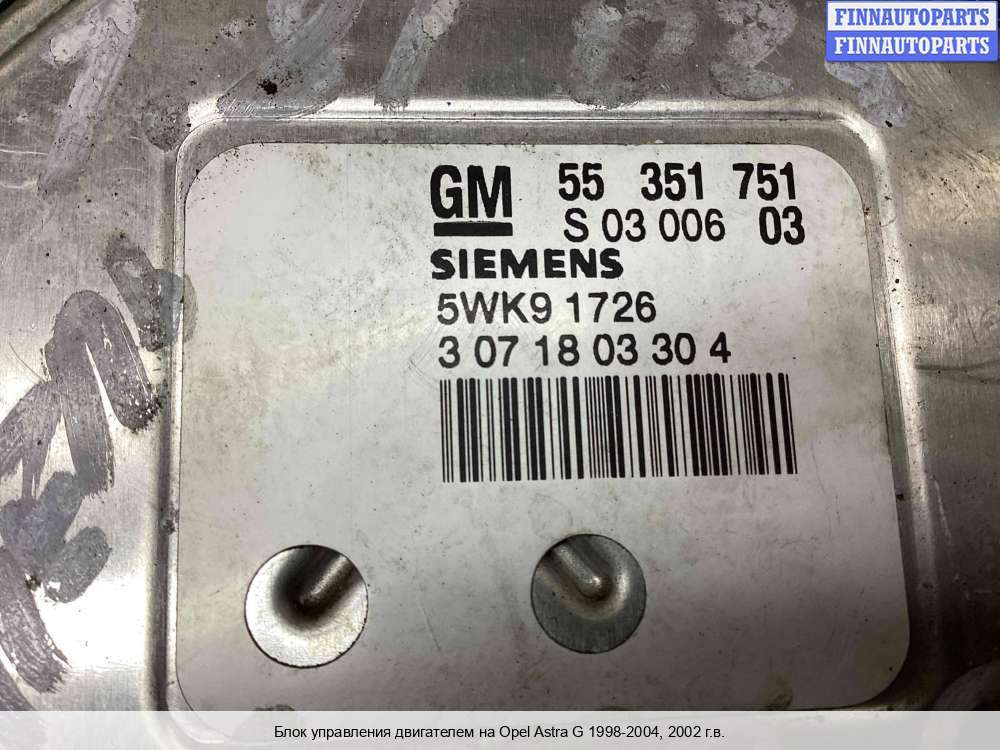 FINNAUTOPARTS
FINNAUTOPARTS
GM 55 351 751
S 03 006 03
SIEMENS
5WK9 1726
3 07 18 03 30 4
Блок управления двигателем на Opel Astra G 1998-2004, 2002 г.в.